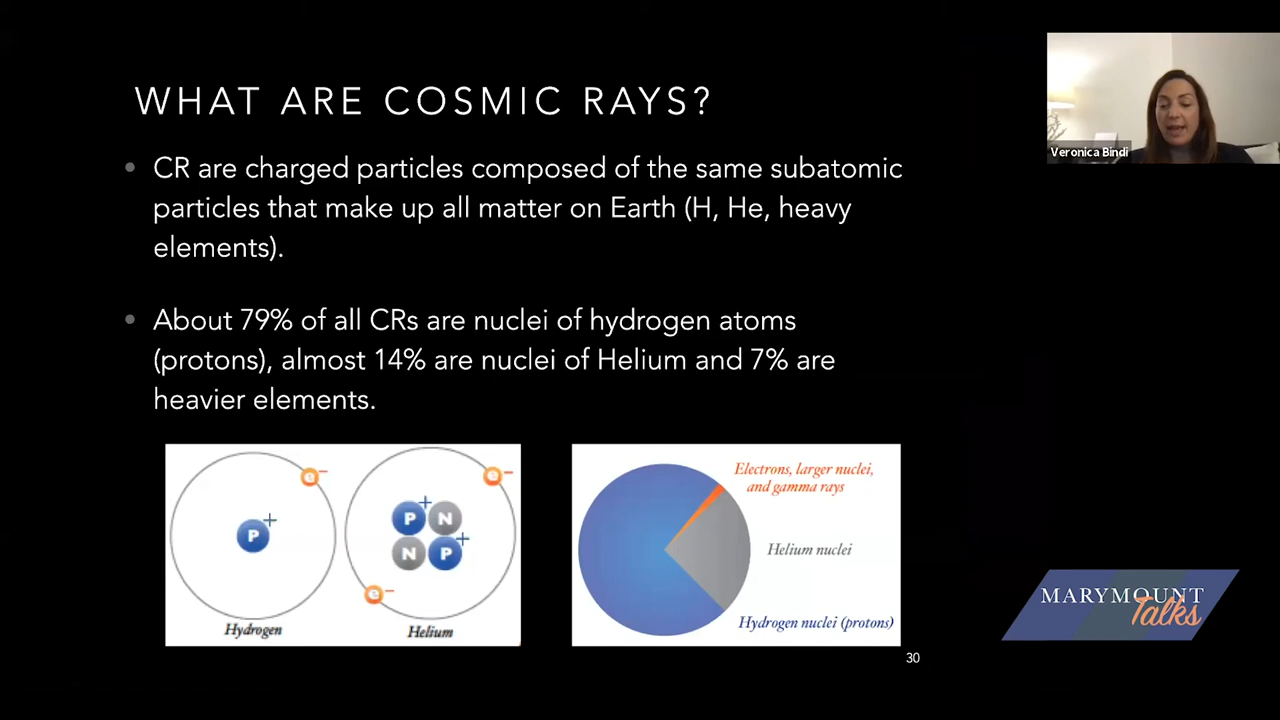 WHAT ARE COSMIC RAYS?
Veronica Bindi
• CR are charged particles composed of the same subatomic
particles that make up all matter on Earth (H, He, heavy
elements).
• About 79% of all CRs are nuclei of hydrogen atoms
(protons), almost 14% are nuclei of Helium and 7% are
heavier elements.
e−
P+
Hydrogen
e−
P+ N
N P+
e−
Helium
Electrons, larger nuclei,
and gamma rays
Helium nuclei
Hydrogen nuclei (protons)
MARYMOUNT
Talks
30